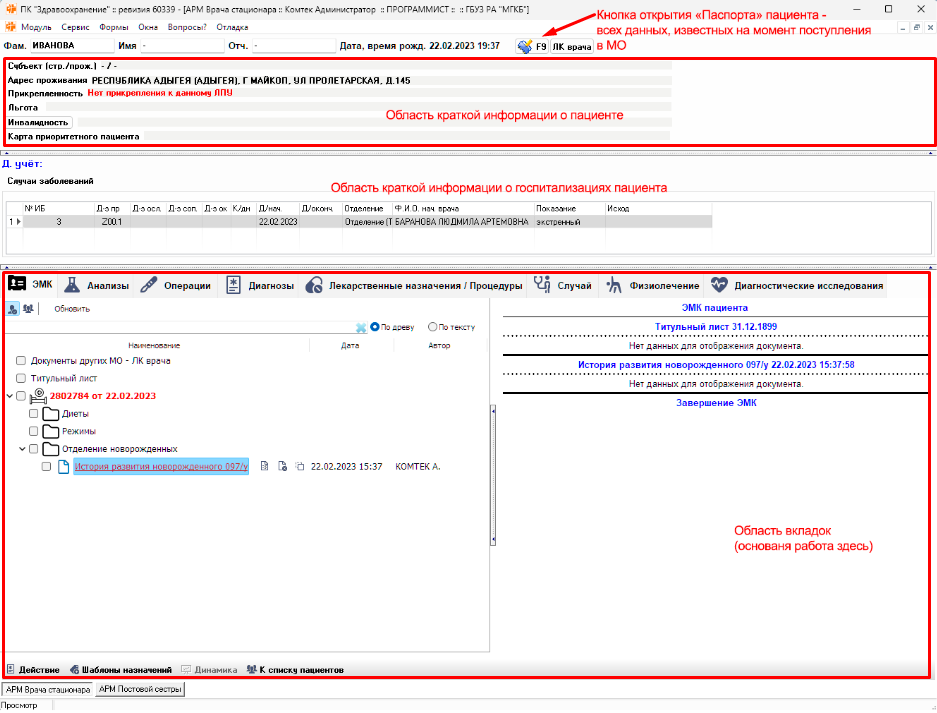 ПК "Здравоохранение" :: ревизия 60339 - [АРМ Врача стационара :: Комтек Администратор :: ПРОГРАММИСТ :: :: ГБУЗ РА "МГКБ"]
Модуль Сервис Формы Окна Вопросы? Отладка
Кнопка открытия «Паспорта» пациента -
всех данных, известных на момент поступления
в МО
Фам. ИВАНОВА Имя - Отч. - Дата, время рожд. 22.02.2023 19:37 F9 ЛК врача
Субъект (стр./прож.) - / -
Адрес проживания РЕСПУБЛИКА АДЫГЕЯ (АДЫГЕЯ), Г МАЙКОП, УЛ ПРОЛЕТАРСКАЯ, Д.145
Прикрепленность Нет прикрепления к данному ЛПУ
Льгота
Область краткой информации о пациенте
Инвалидность
Карта приоритетного пациента
Д. учёт:
Случаи заболеваний
Область краткой информации о госпитализациях пациента
№ ИБ Д-з пр Д-з осл. Д-з соп. Д-з ок К/дн Д/нач. Д/оконч. Отделение Ф.И.О. нач. врача Показание Исход
1 3 Z00.1 22.02.2023 Отделение (Т БАРАНОВА ЛЮДМИЛА АРТЕМОВНА экстренный
ЭМК Анализы Операции Диагнозы Лекарственные назначения / Процедуры Случай Физиолечение Диагностические исследования
Обновить
По древу По тексту
Наименование Дата Автор
Документы других МО - ЛК врача
Титульный лист
2802784 от 22.02.2023
Диеты
Режимы
Отделение новорожденных
История развития новорожденного 097/у 22.02.2023 15:37 КОМТЕК А.
ЭМК пациента
Титульный лист 31.12.1899
Нет данных для отображения документа.
История развития новорожденного 097/у 22.02.2023 15:37:58
Нет данных для отображения документа.
Завершение ЭМК
Область вкладок
(основаня работа здесь)
Действие Шаблоны назначений Динамика К списку пациентов
АРМ Врача стационара АРМ Постовой сестры
Просмотр